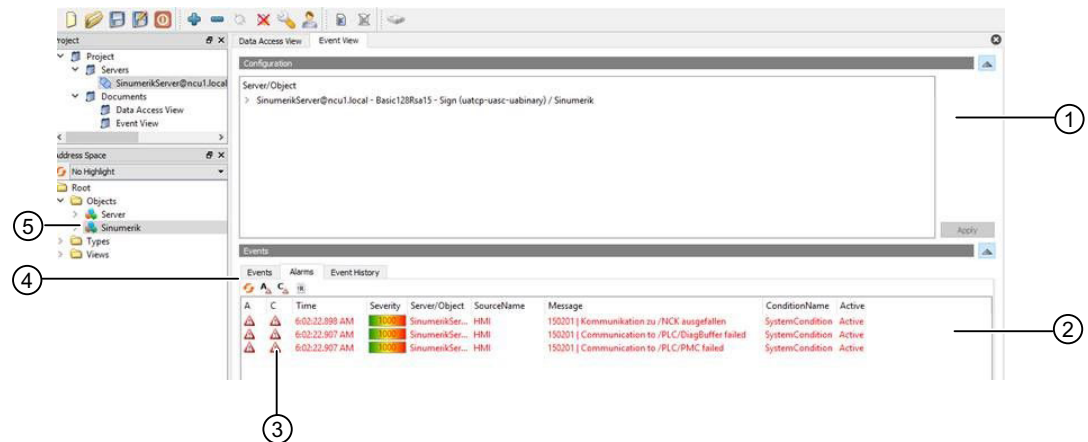 roject
Data Access View Event View
Project
Servers
SinumerikServer@ncu1.local
Documents
Data Access View
Event View
Configuration
Server/Object
SinumerikServer@ncu1.local - Basic128Rsa15 - Sign (uatcp-uasc-uabinary) / Sinumerik
1
ddress Space
No Highlight
Root
Objects
Server
Sinumerik
Types
Views
5
Apply
Events
4
Events Alarms Event History
A C Time Severity Server/Object SourceName Message ConditionName Active
6:02:22.898 AM 1000 SinumerikSer... HMI 150201 | Kommunikation zu /NCK ausgefallen SystemCondition Active
6:02:22.907 AM 1000 SinumerikSer... HMI 150201 | Communication to /PLC/DiagBuffer failed SystemCondition Active
6:02:22.907 AM 1000 SinumerikSer... HMI 150201 | Communication to /PLC/PMC failed SystemCondition Active
2
3